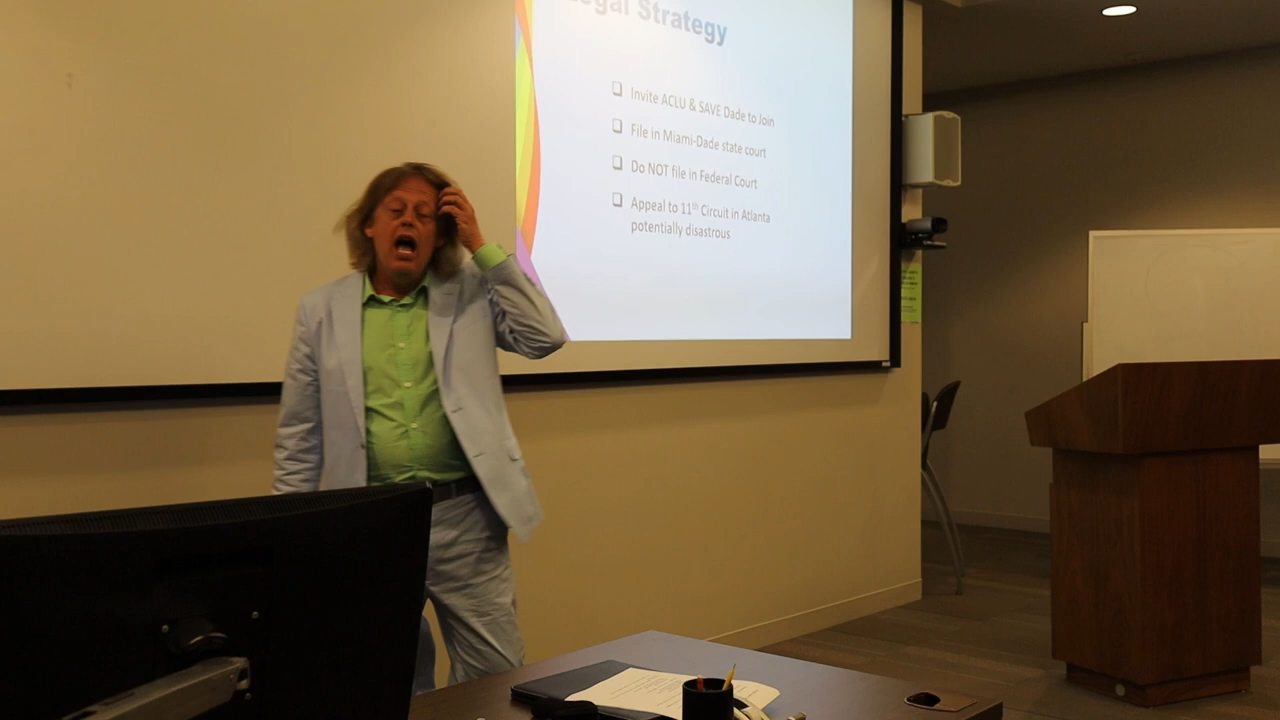 Legal Strategy
Invite ACLU & SAVE Dade to Join
File in Miami-Dade state court
Do NOT file in Federal Court
Appeal to 11th Circuit in Atlanta
potentially disastrous